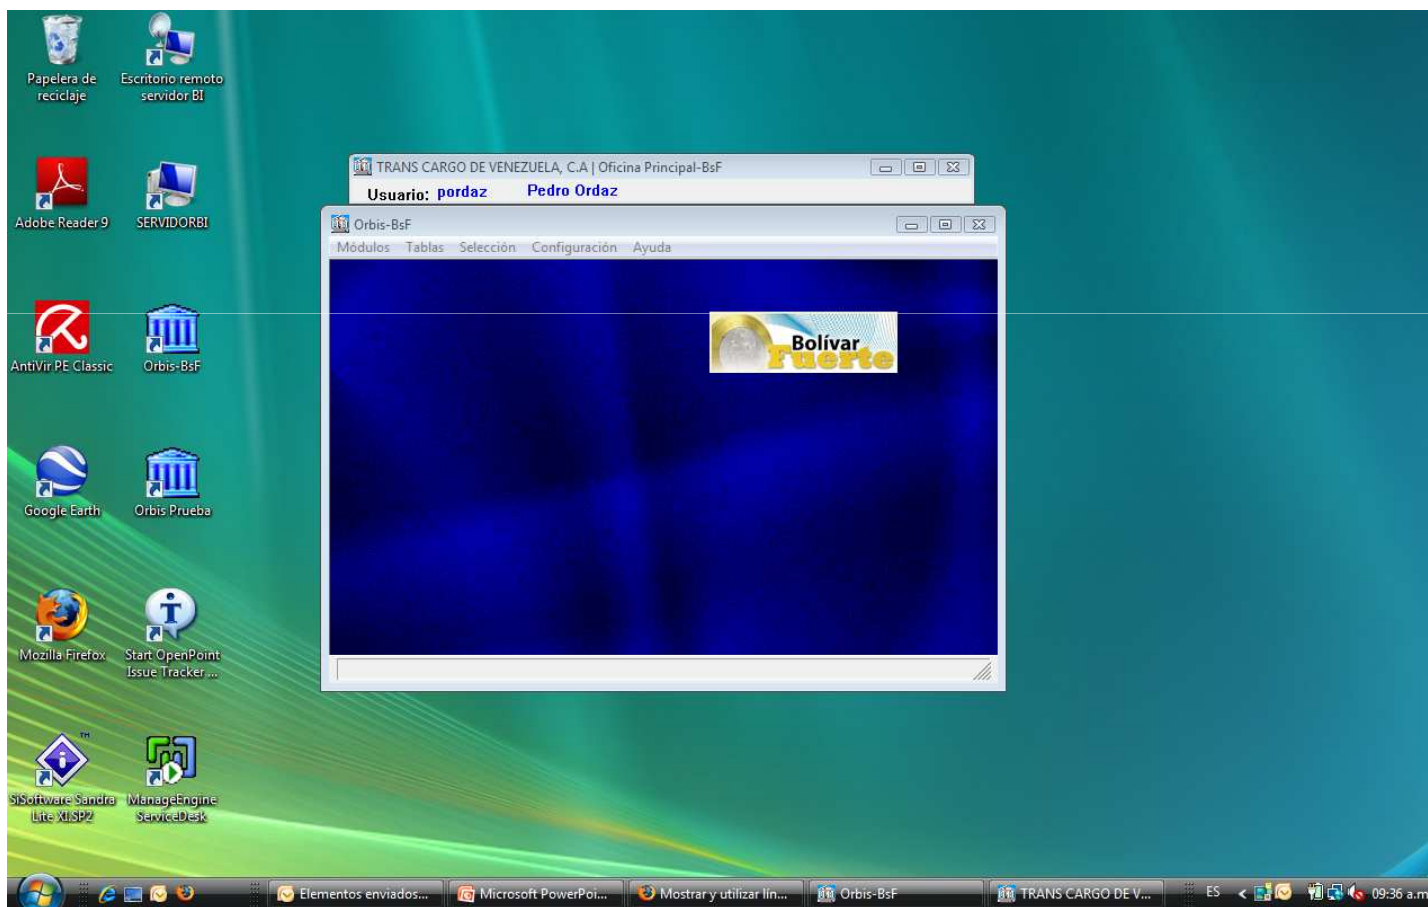 Papelera de
reciclaje
Escritorio remoto
servidor BI
Adobe Reader 9
SERVIDORBI
AntiVir PE Classic
Orbis-BsF
Google Earth
Orbis Prueba
Mozilla Firefox
Start OpenPoint
Issue Tracker ...
TM
SiSoftware Sandra
Lite XI.SP2
ManageEngine
ServiceDesk
TRANS CARGO DE VENEZUELA, C.A | Oficina Principal-BsF
Usuario: pordaz Pedro Ordaz
Orbis-BsF
Módulos Tablas Selección Configuración Ayuda
Bolívar
Fuerte
Elementos enviados... Microsoft PowerPoi... Mostrar y utilizar lín... Orbis-BsF TRANS CARGO DE V... ES 09:36 a.m